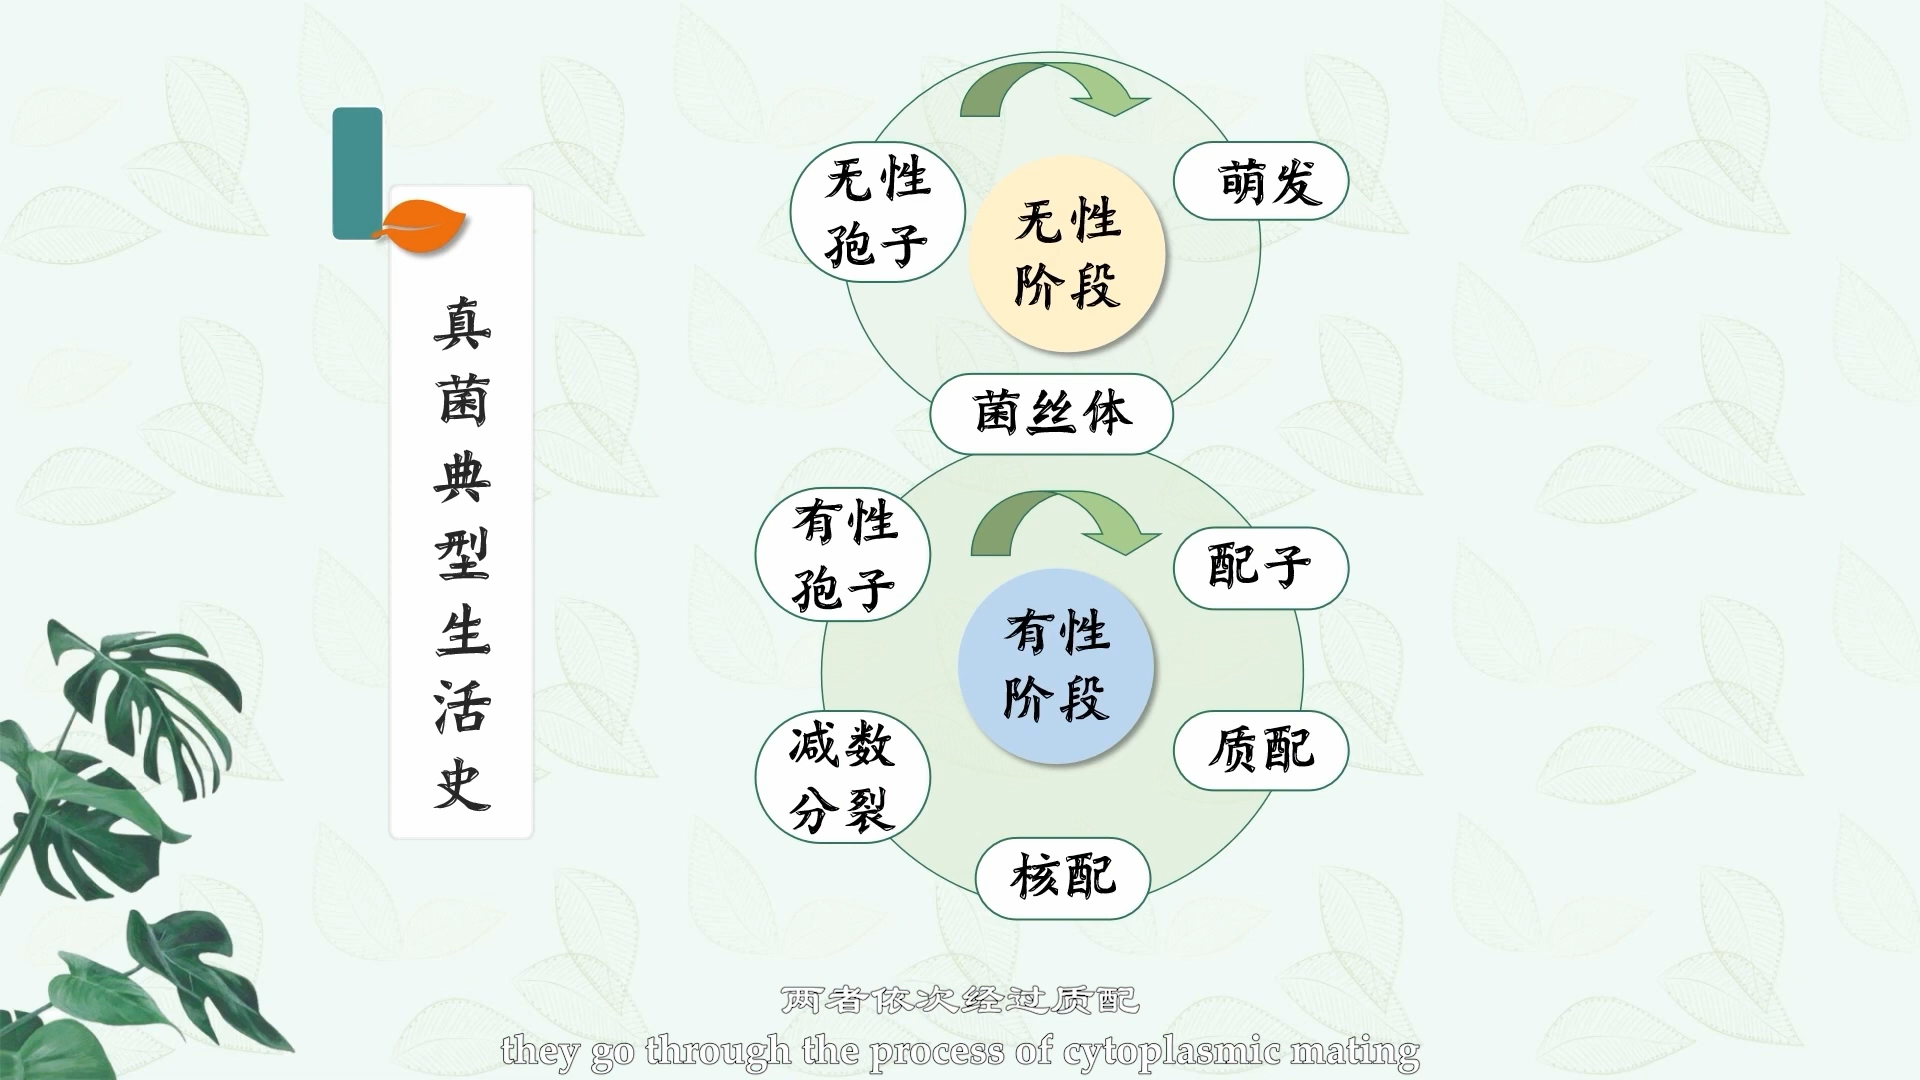 真菌典型生活史
无性
孢子
无性
阶段
萌发
菌丝体
有性
孢子
有性
阶段
配子
质配
核配
减数
分裂
两者依次经过质配
they go through the process of cytoplasmic mating